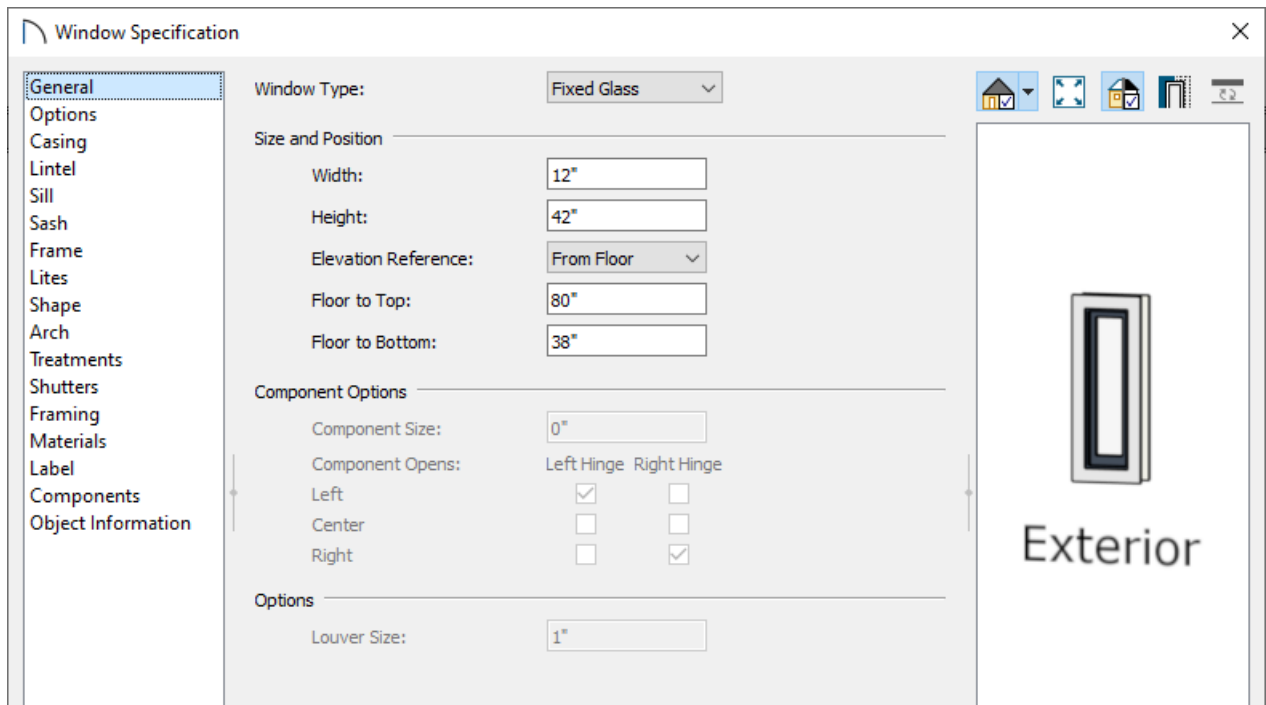 Window Specification
General
Options
Casing
Lintel
Sill
Sash
Frame
Lites
Shape
Arch
Treatments
Shutters
Framing
Materials
Label
Components
Object Information
Window Type: Fixed Glass
Size and Position
Width: 12"
Height: 42"
Elevation Reference: From Floor
Floor to Top: 80"
Floor to Bottom: 38"
Component Options
Component Size: 0"
Component Opens: Left Hinge Right Hinge
Left
Center
Right
Options
Louver Size: 1"
Exterior